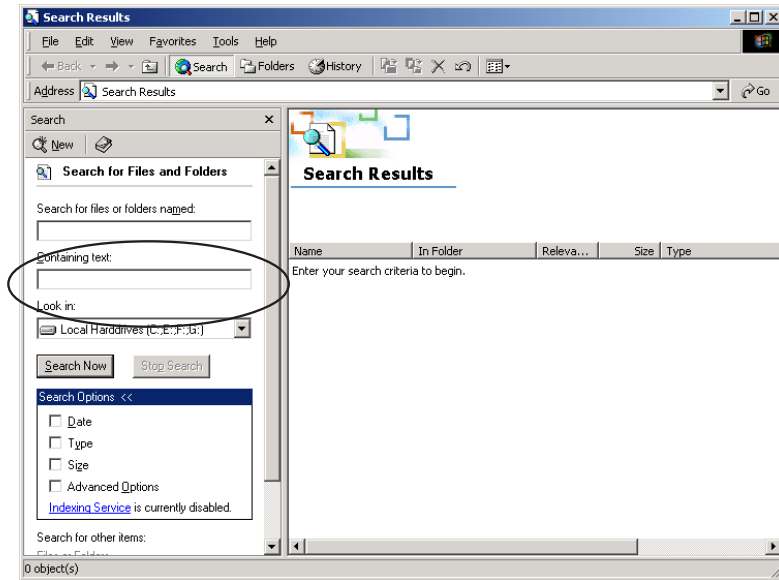 Search Results
File Edit View Favorites Tools Help
Back Search Folders History
Address Search Results Go
Search
New
Search for Files and Folders
Search for files or folders named:
Containing text:
Look in:
Local Harddrives (C:;E:;F:;G:)
Search Now Stop Search
Search Options <<
Date
Type
Size
Advanced Options
Indexing Service is currently disabled.
Search for other items:
Files or Folders
Search Results
Name In Folder Releva... Size Type
Enter your search criteria to begin.
0 object(s)